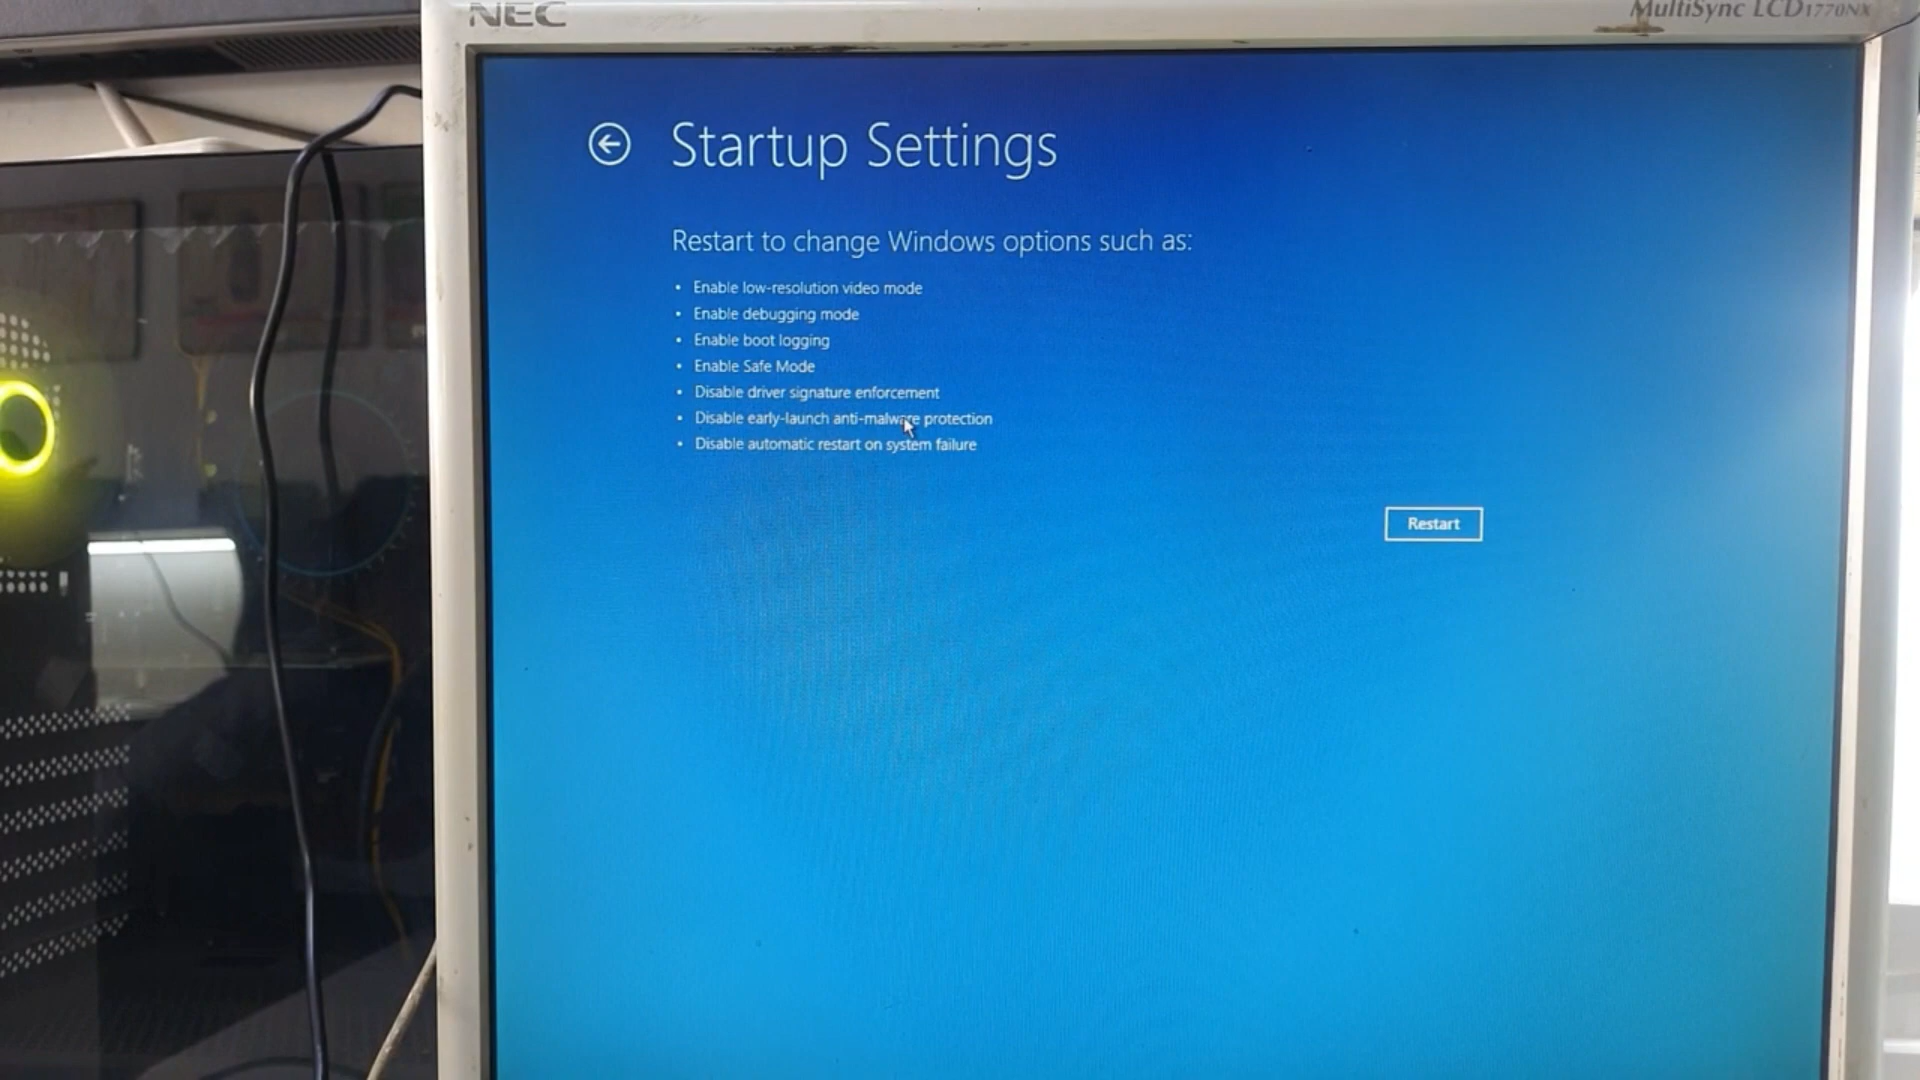 NEC
MultiSync LCD1770NX
Startup Settings
Restart to change Windows options such as:
• Enable low-resolution video mode
• Enable debugging mode
• Enable boot logging
• Enable Safe Mode
• Disable driver signature enforcement
• Disable early-launch anti-malware protection
• Disable automatic restart on system failure
Restart